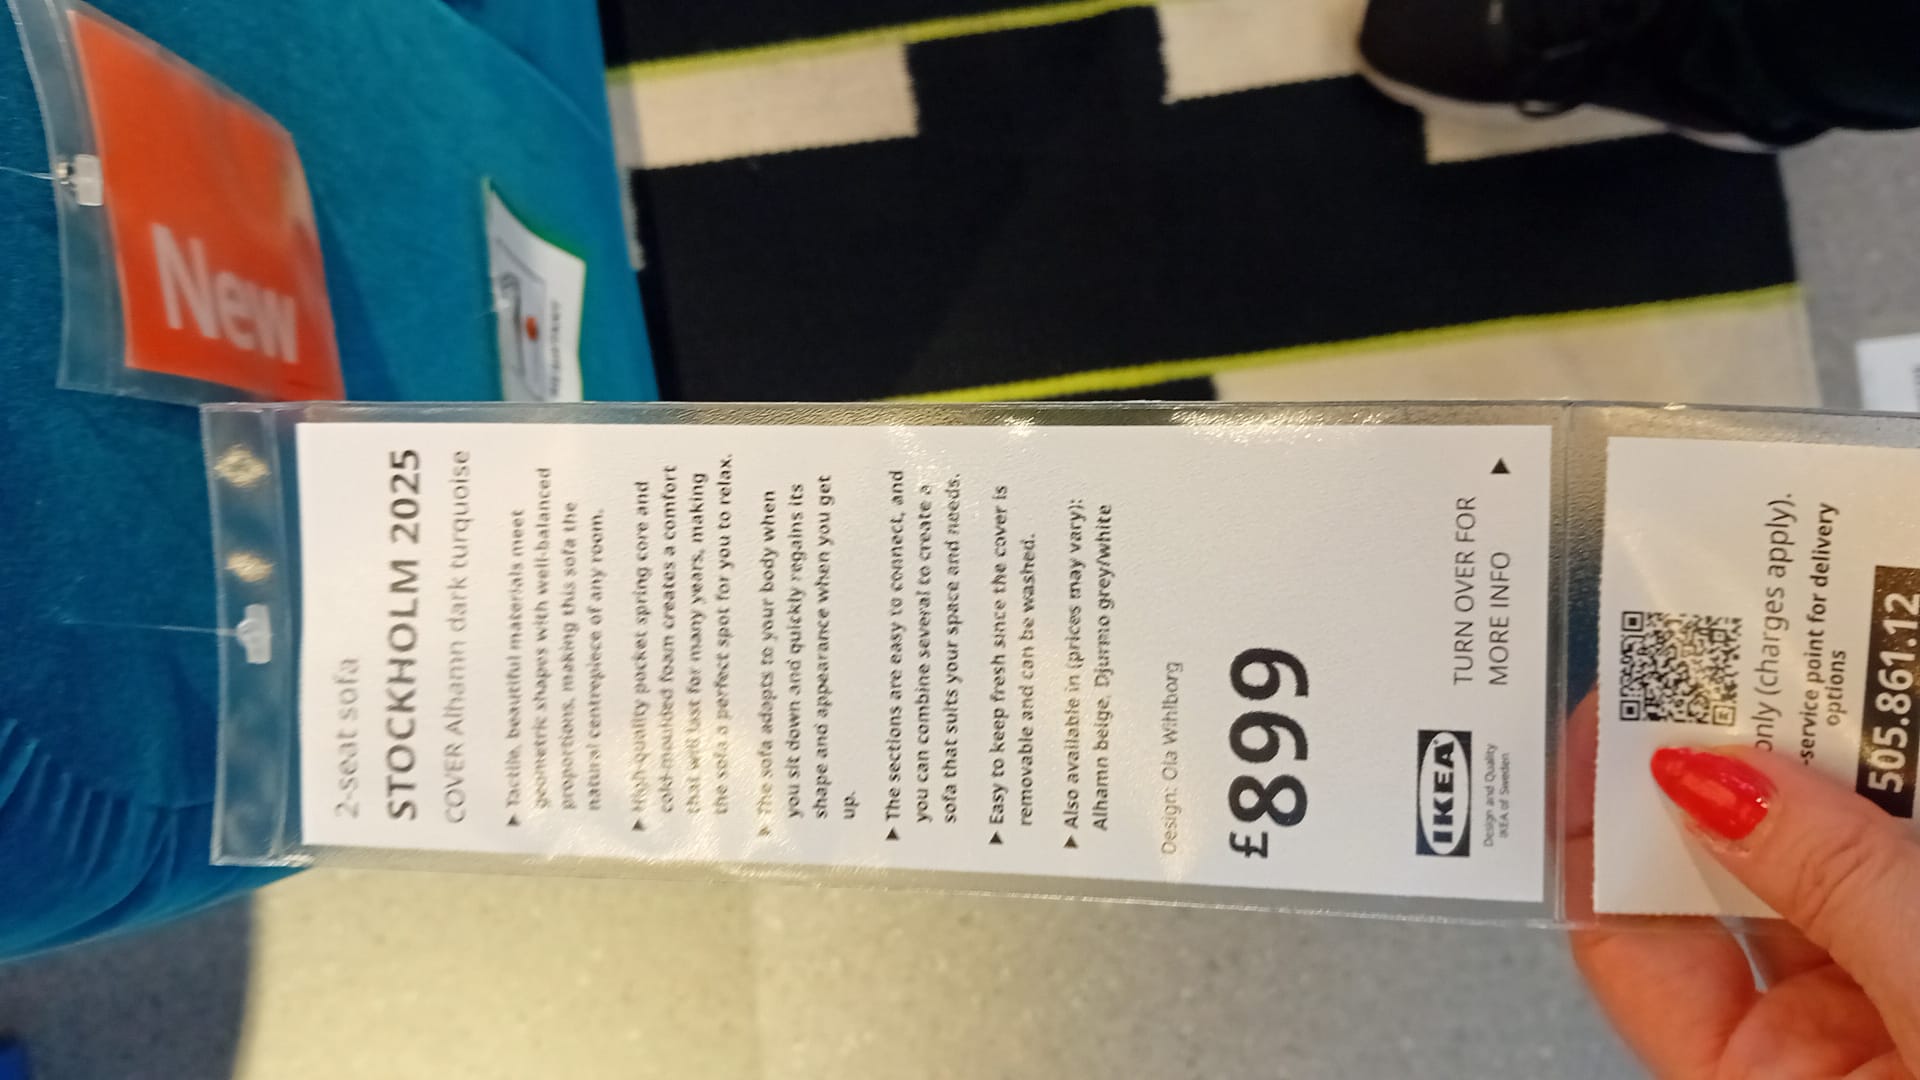 New
2-seat sofa
STOCKHOLM 2025
COVER Alhamn dark turquoise
▶ Tactile, beautiful materials meet
geometric shapes with well-balanced
proportions, making this sofa the
natural centrepiece of any room.
▶ High-quality pocket spring core and
cold-moulded foam creates a comfort
that will last for many years, making
the sofa a perfect spot for you to relax.
▶ The sofa adapts to your body when
you sit down and quickly regains its
shape and appearance when you get
up.
▶ The sections are easy to connect, and
you can combine several to create a
sofa that suits your space and needs.
▶ Easy to keep fresh since the cover is
removable and can be washed.
▶ Also available in (prices may vary):
Alhamn beige, Djurmo grey/white
Design: Ola Wihlborg
£899
IKEA
Design and Quality
IKEA of Sweden
TURN OVER FOR
MORE INFO ▶
only (charges apply).
-service point for delivery
options
505.861.12